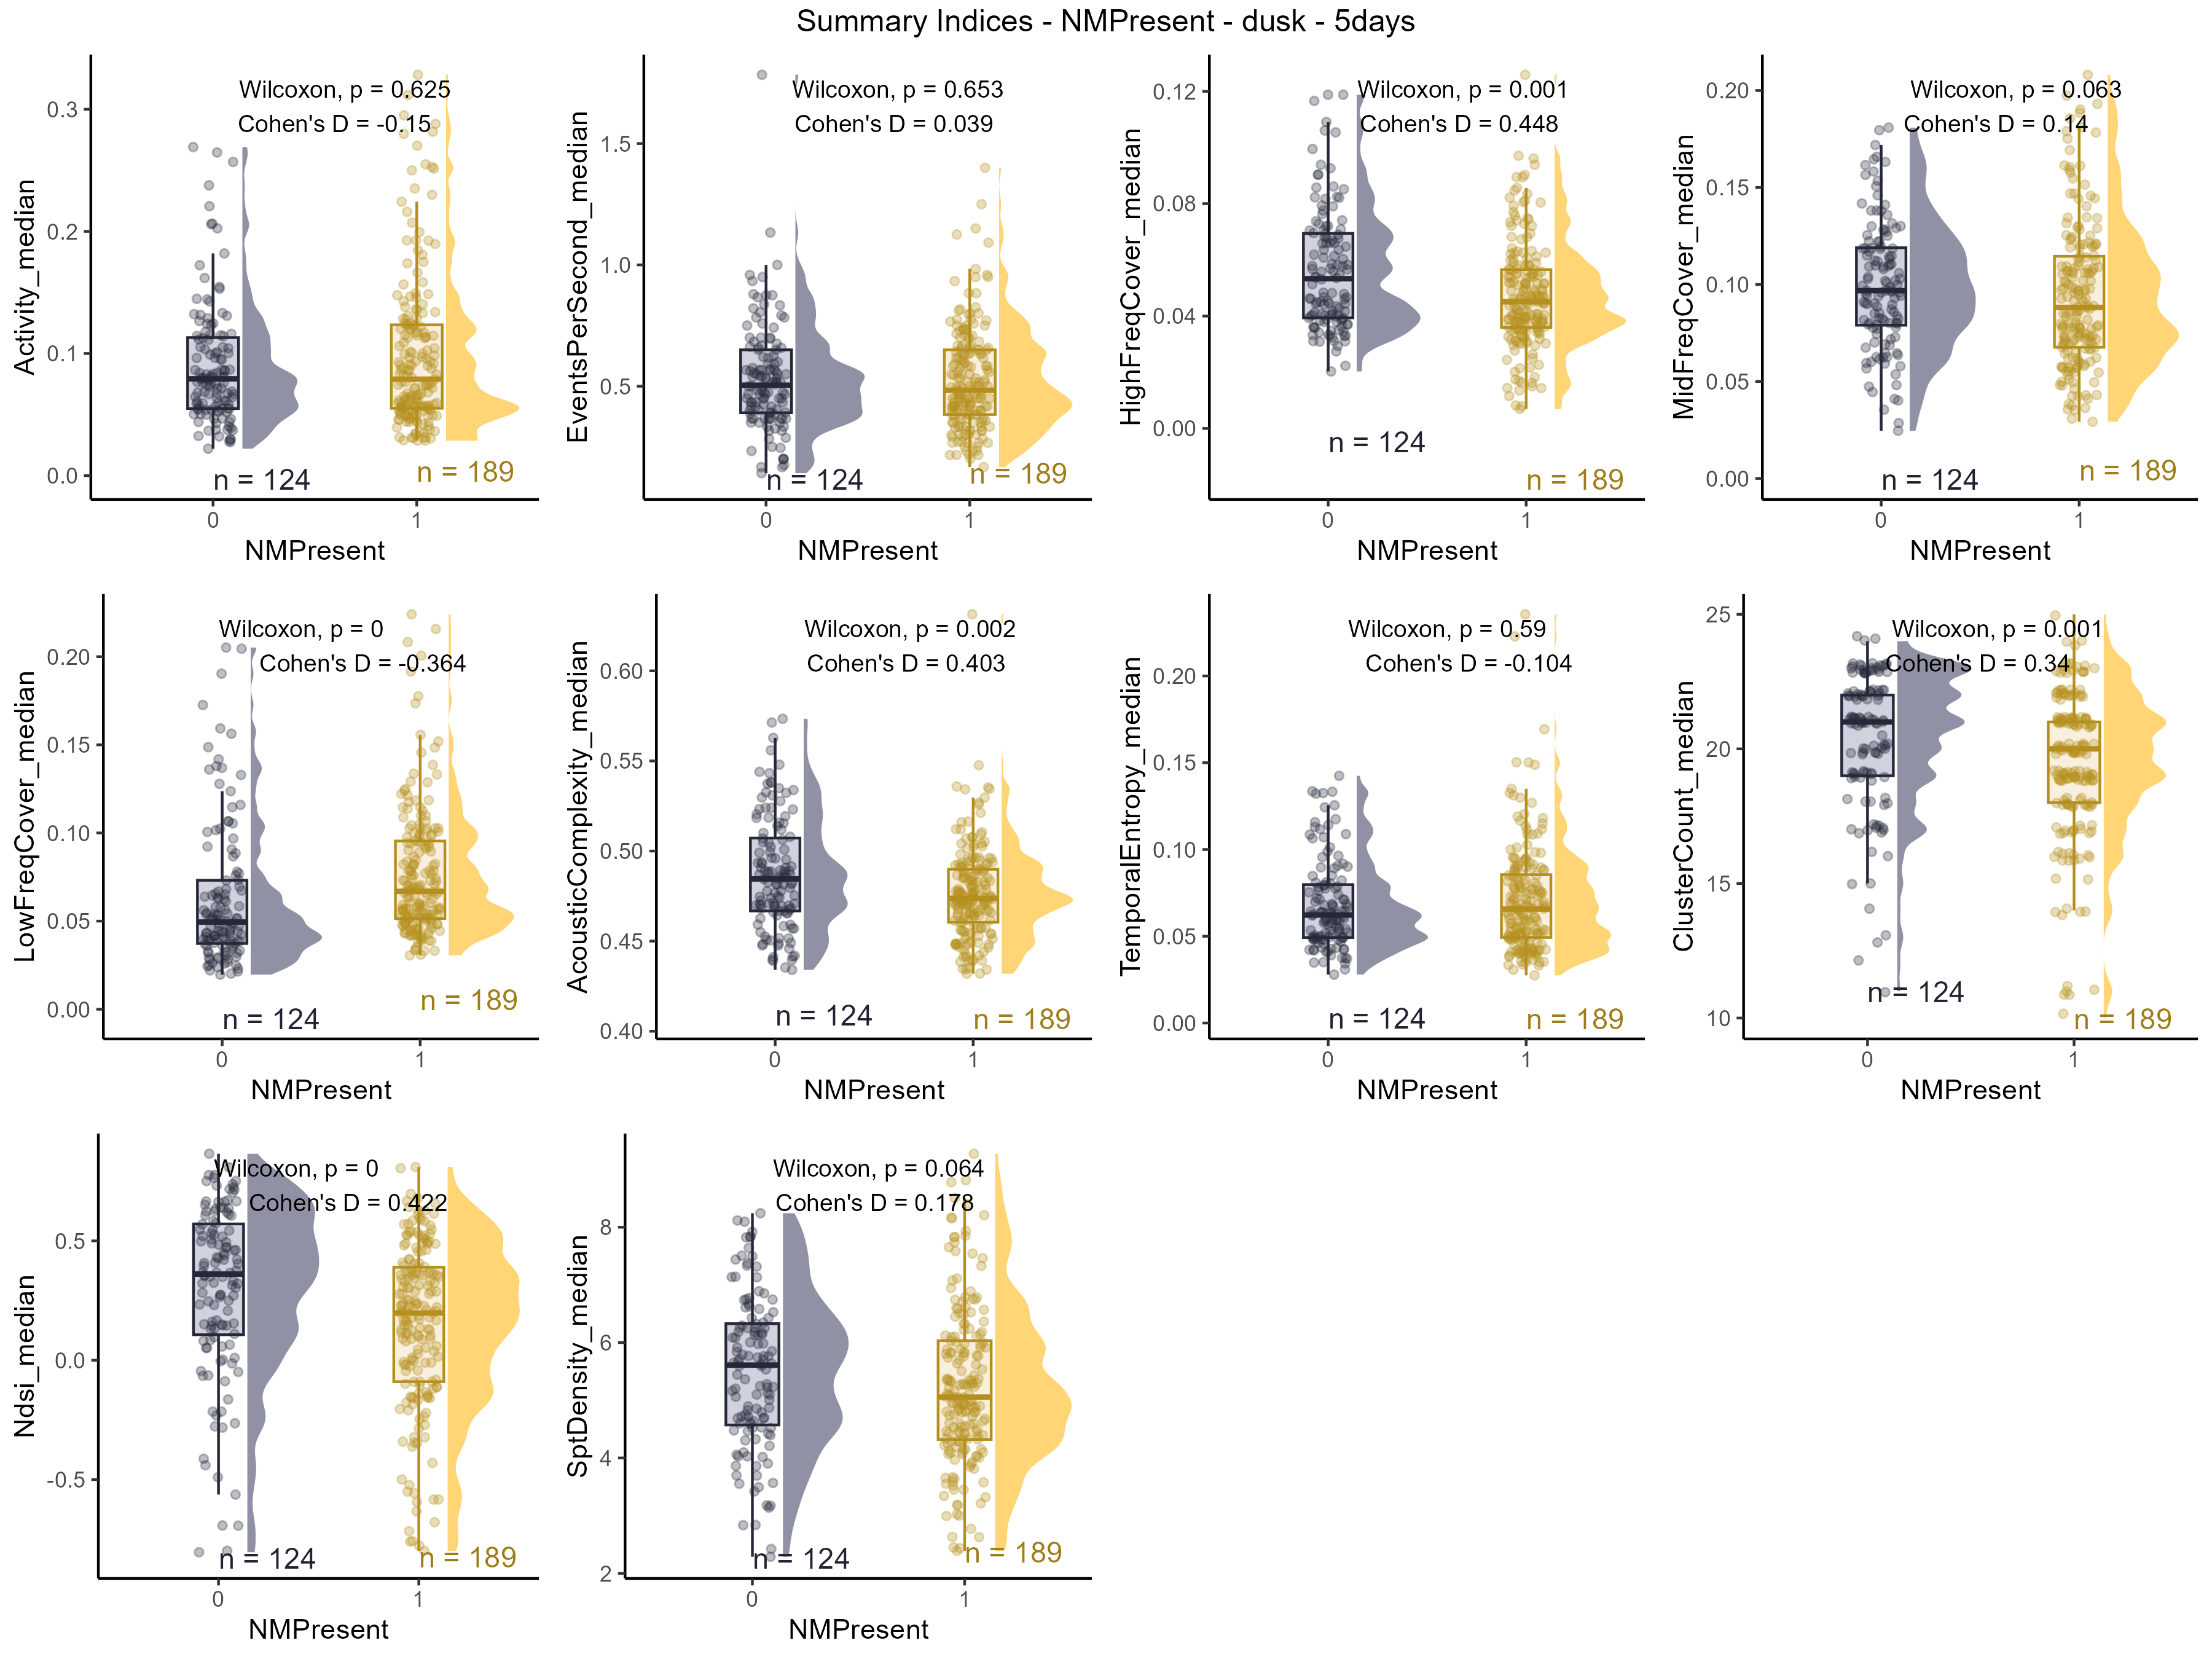 Summary Indices - NMPresent - dusk - 5days
Activity_median
Wilcoxon, p = 0.625
Cohen's D = -0.15
0.3
0.2
0.1
0.0
n = 124
n = 189
0
1
NMPresent
EventsPerSecond_median
Wilcoxon, p = 0.653
Cohen's D = 0.039
1.5
1.0
0.5
n = 124
n = 189
0
1
NMPresent
HighFreqCover_median
Wilcoxon, p = 0.001
Cohen's D = 0.448
0.12
0.08
0.04
0.00
n = 124
n = 189
0
1
NMPresent
MidFreqCover_median
Wilcoxon, p = 0.063
Cohen's D = 0.14
0.20
0.15
0.10
0.05
0.00
n = 124
n = 189
0
1
NMPresent
LowFreqCover_median
Wilcoxon, p = 0
Cohen's D = -0.364
0.20
0.15
0.10
0.05
0.00
n = 124
n = 189
0
1
NMPresent
AcousticComplexity_median
Wilcoxon, p = 0.002
Cohen's D = 0.403
0.60
0.55
0.50
0.45
0.40
n = 124
n = 189
0
1
NMPresent
TemporalEntropy_median
Wilcoxon, p = 0.59
Cohen's D = -0.104
0.20
0.15
0.10
0.05
0.00
n = 124
n = 189
0
1
NMPresent
ClusterCount_median
Wilcoxon, p = 0.001
Cohen's D = 0.34
25
20
15
10
n = 124
n = 189
0
1
NMPresent
Ndsi_median
Wilcoxon, p = 0
Cohen's D = 0.422
0.5
0.0
-0.5
n = 124
n = 189
0
1
NMPresent
SptDensity_median
Wilcoxon, p = 0.064
Cohen's D = 0.178
8
6
4
2
n = 124
n = 189
0
1
NMPresent